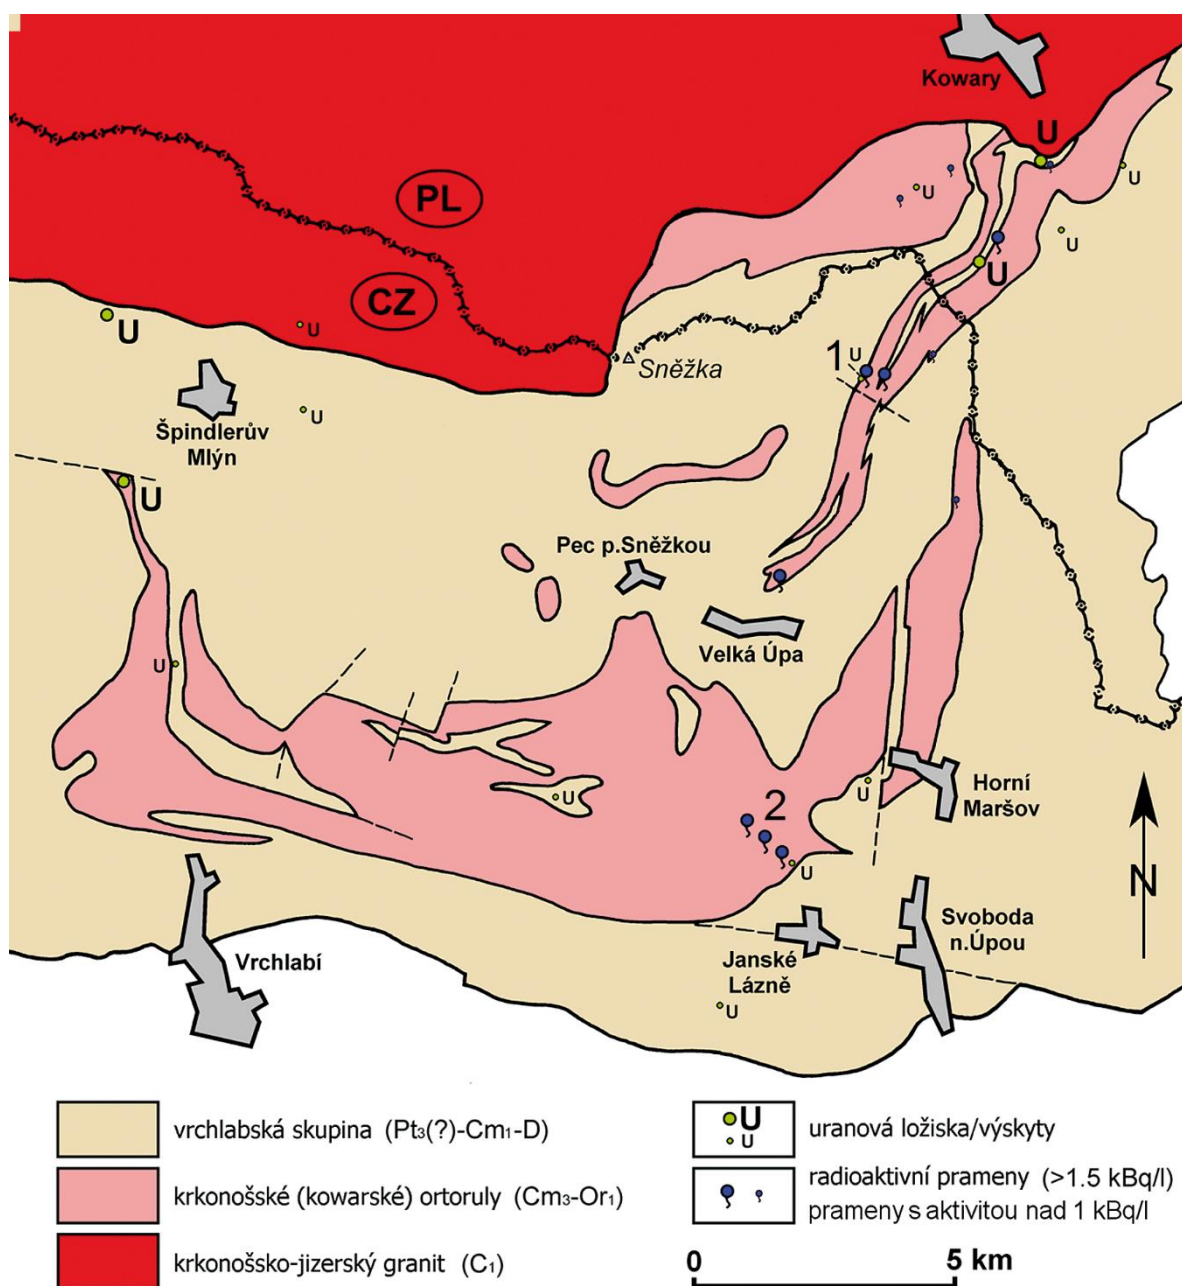 Kowary
U
PL
U
U
U
CZ
U
U
U
Sněžka
1
U
Špindlerův
Mlýn
U
U
Pec p.Sněžkou
Velká Úpa
U
Horní
Maršov
U
U
2
U
N
Svoboda
n.Úpou
Janské
Lázně
Vrchlabí
U
vrchlabská skupina (Pt₃(?)-Cm₁-D)
krkonošské (kowarské) ortoruly (Cm₃-Or₁)
krkonošsko-jizerský granit (C₁)
U
U
uranová ložiska/výskyty
radioaktivní prameny (>1.5 kBq/l)
prameny s aktivitou nad 1 kBq/l
0 5 km